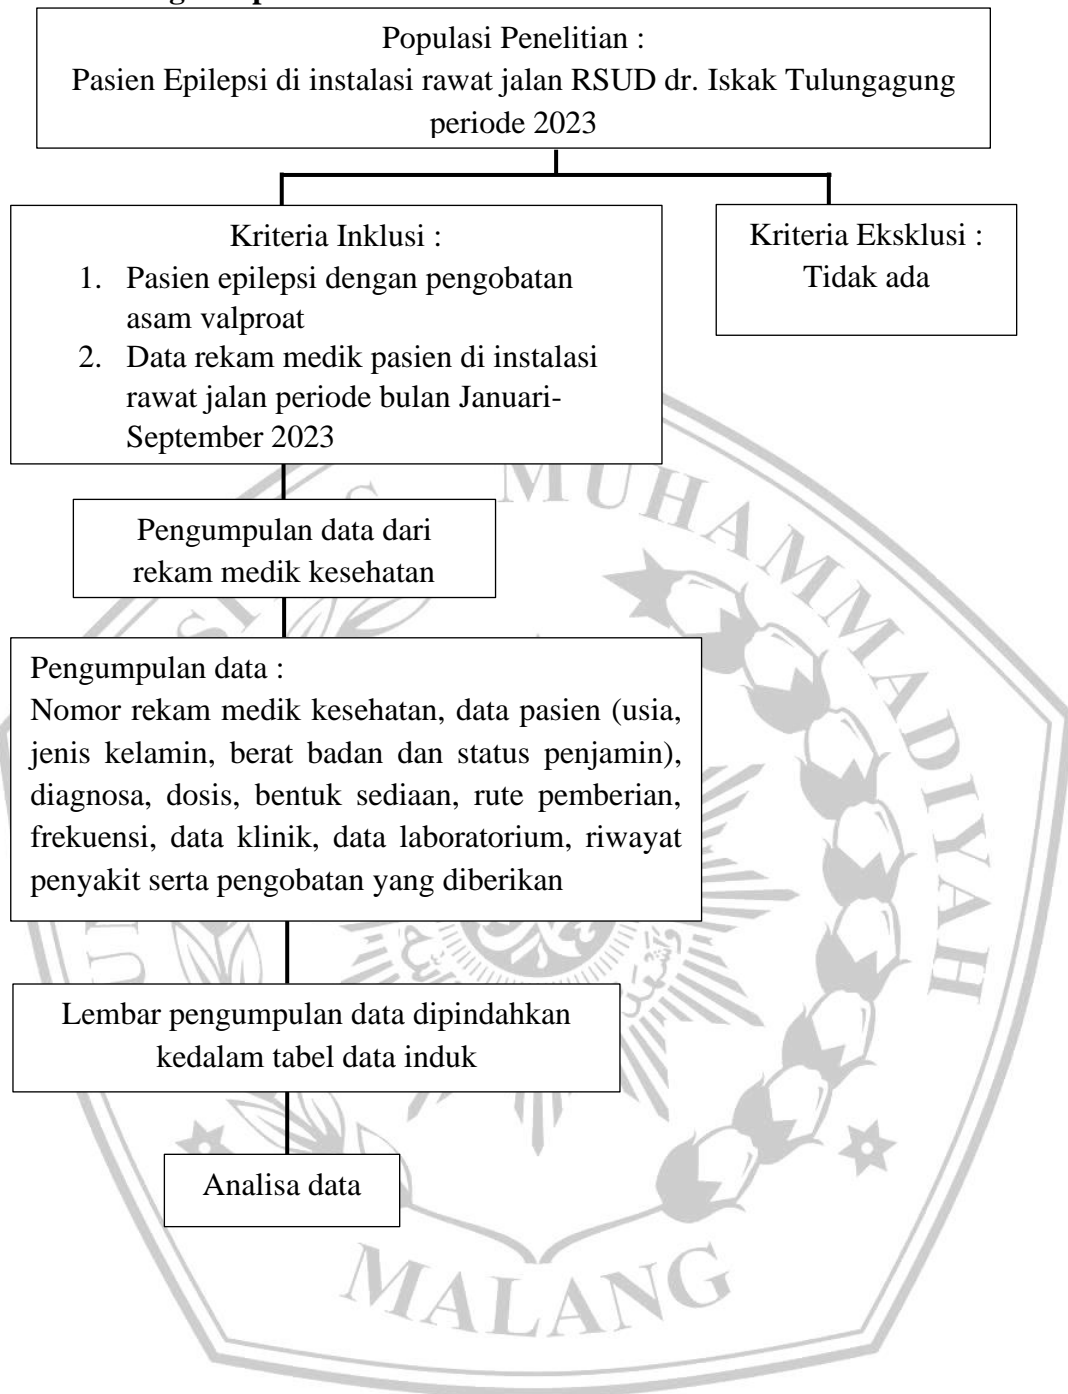 Populasi Penelitian :
Pasien Epilepsi di instalasi rawat jalan RSUD dr. Iskak Tulungagung
periode 2023
Kriteria Inklusi :
1. Pasien epilepsi dengan pengobatan
asam valproat
2. Data rekam medik pasien di instalasi
rawat jalan periode bulan Januari-
September 2023
Kriteria Eksklusi :
Tidak ada
Pengumpulan data dari
rekam medik kesehatan
Pengumpulan data :
Nomor rekam medik kesehatan, data pasien (usia,
jenis kelamin, berat badan dan status penjamin),
diagnosa, dosis, bentuk sediaan, rute pemberian,
frekuensi, data klinik, data laboratorium, riwayat
penyakit serta pengobatan yang diberikan
Lembar pengumpulan data dipindahkan
kedalam tabel data induk
Analisa data
MUHAMMADIYAH
MALANG